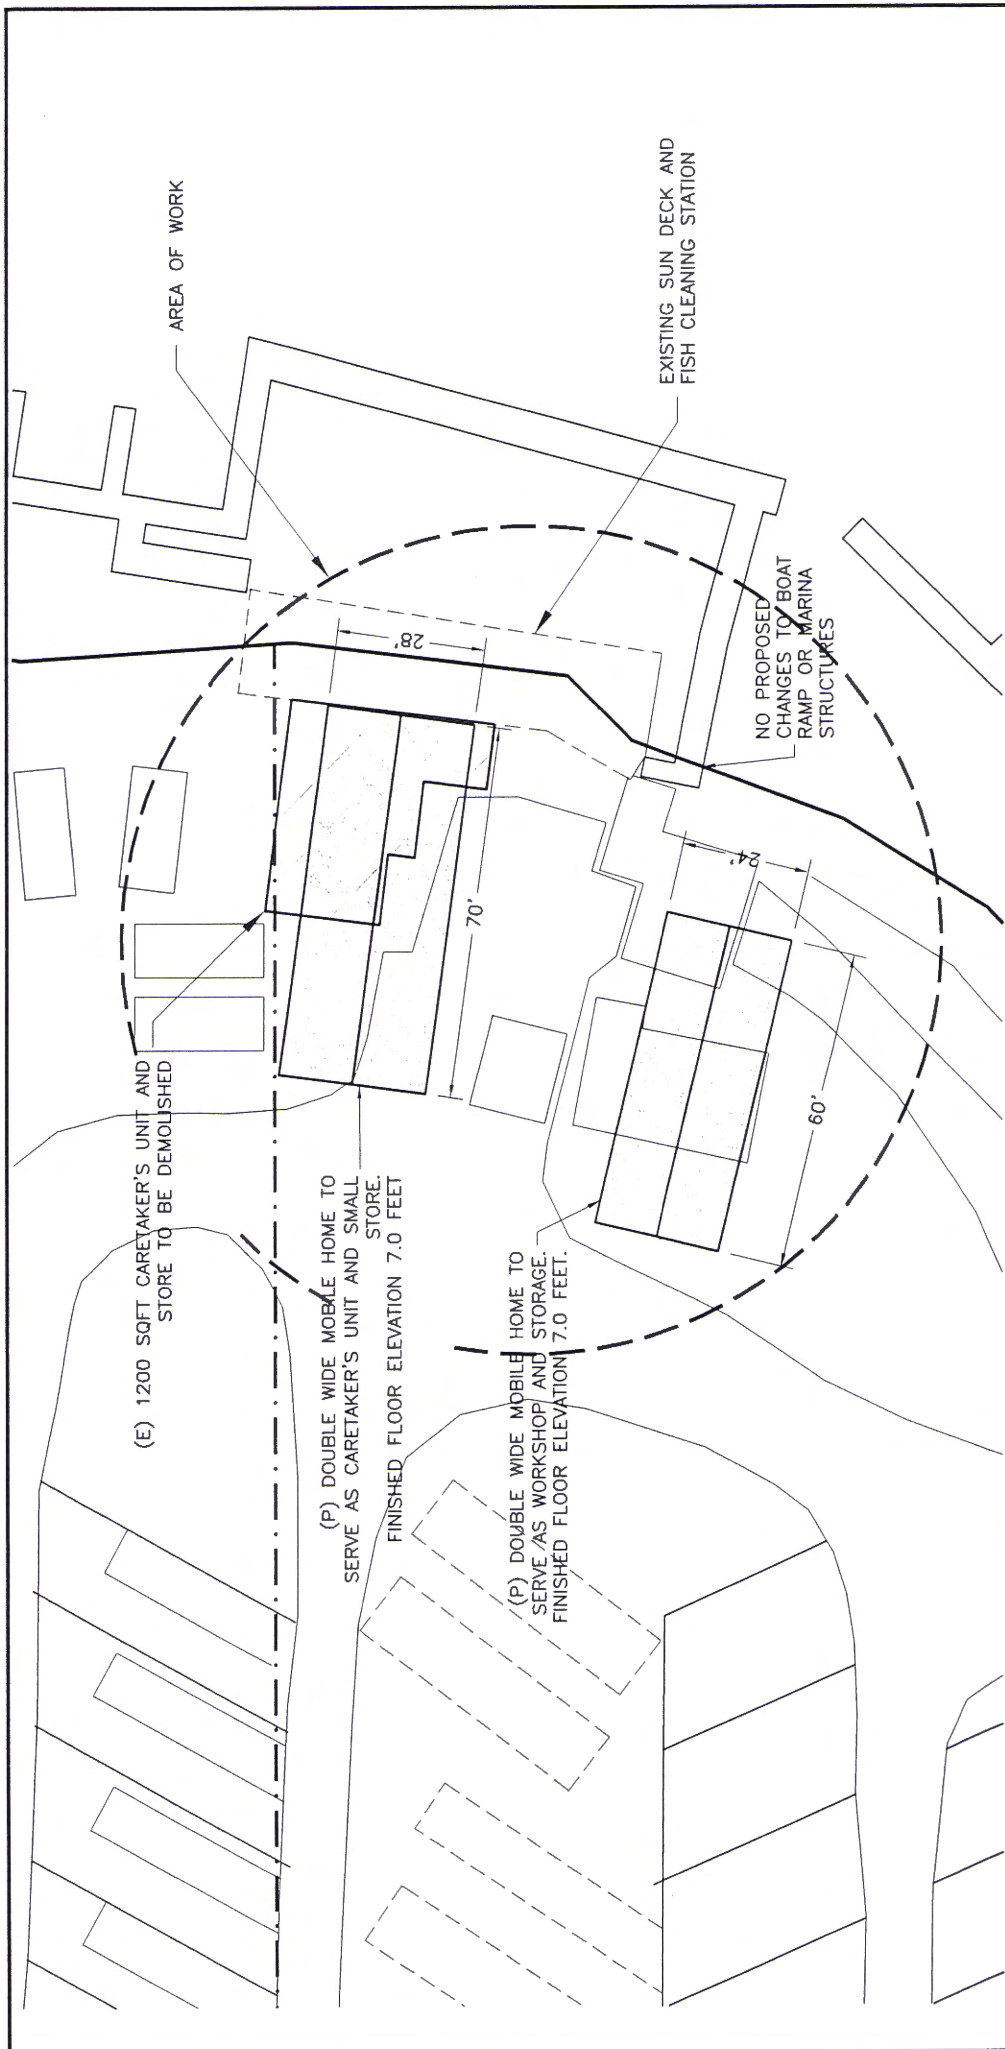 (E) 1200 SQFT CARETAKER'S UNIT AND
STORE TO BE DEMOLISHED
AREA OF WORK
(P) DOUBLE WIDE MOBILE HOME TO
SERVE AS CARETAKER'S UNIT AND SMALL
STORE.
FINISHED FLOOR ELEVATION 7.0 FEET
28'
70'
(P) DOUBLE WIDE MOBILE HOME TO
SERVE AS WORKSHOP AND STORAGE.
FINISHED FLOOR ELEVATION 7.0 FEET.
24'
60'
EXISTING SUN DECK AND
FISH CLEANING STATION
NO PROPOSED
CHANGES TO BOAT
RAMP OR MARINA
STRUCTURES